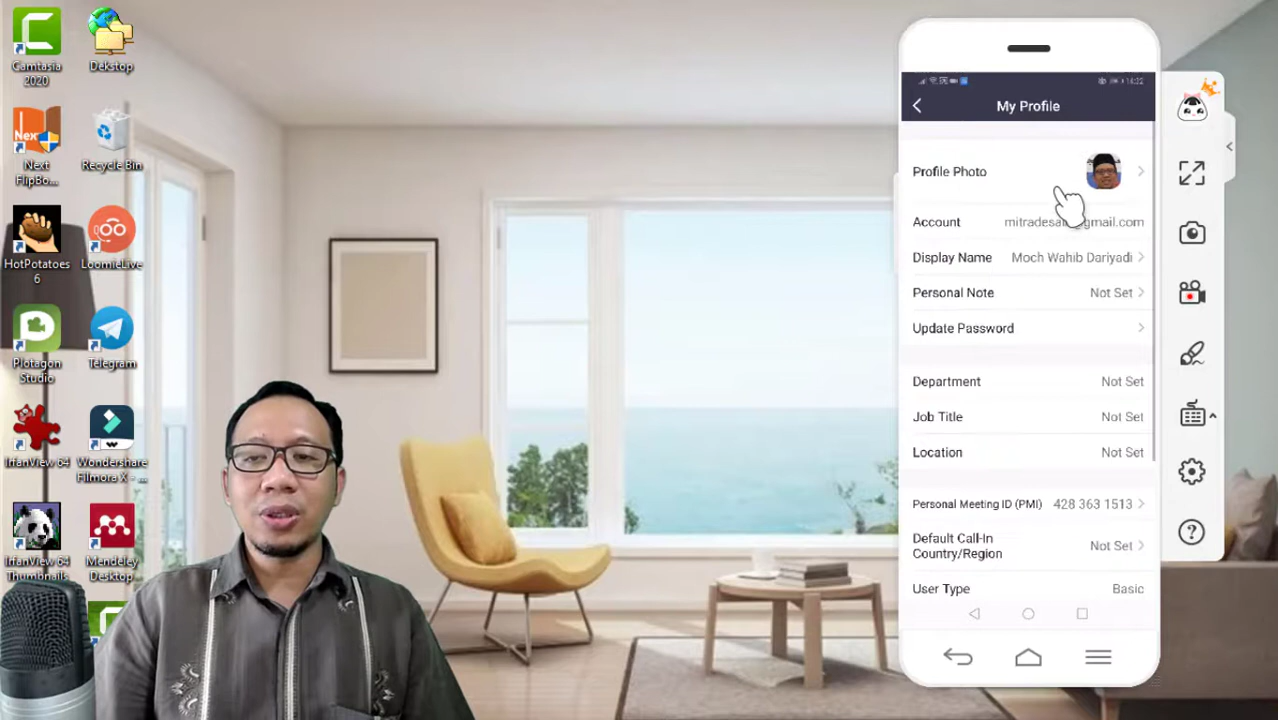 Camtasia
2020
Dekstop
Next
FlipBo...
Recycle Bin
HotPotatoes
6
LoomieLive
Plotagon
Studio
Telegram
IrfanView 64
Wondershare
Filmora X - ...
IrfanView 64
Thumbnails
Mendeley
Desktop
14:22
My Profile
Profile Photo
Account
Display Name Moch Wahib Dariyadi
Personal Note Not Set
Update Password
Department Not Set
Job Title Not Set
Location Not Set
Personal Meeting ID (PMI) 428 363 1513
Default Call-In
Country/Region Not Set
User Type Basic